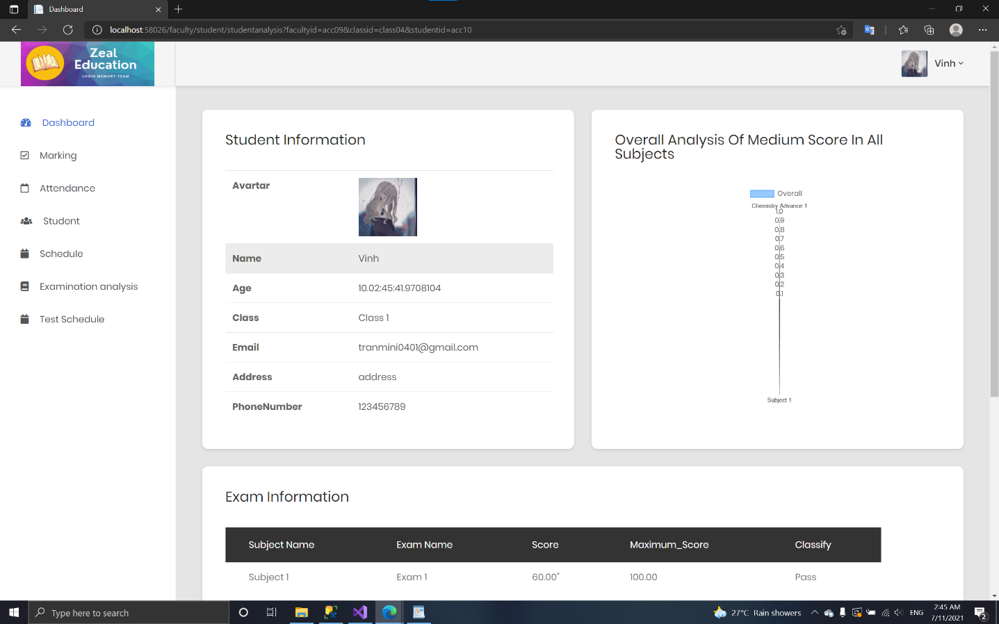 Dashboard
localhost:58026/faculty/student/studentanalysis?facultyid=acc09&classid=class04&studentid=acc10
Zeal
Education
LOGIN MEMORY TEAM
Vinh
Dashboard
Marking
Attendance
Student
Schedule
Examination analysis
Test Schedule
Student Information
Avartar
Name Vinh
Age 10.02:45:41.9708104
Class Class 1
Email tranmini0401@gmail.com
Address address
PhoneNumber 123456789
Overall Analysis Of Medium Score In All
Subjects
Overall
Chemistry Advance 1
1.0
0.9
0.8
0.7
0.6
0.5
0.4
0.3
0.2
0.1
Subject 1
Exam Information
Subject Name Exam Name Score Maximum_Score Classify
Subject 1 Exam 1 60.00* 100.00 Pass
Type here to search
27°C Rain showers
ENG
2:45 AM
7/11/2021
2